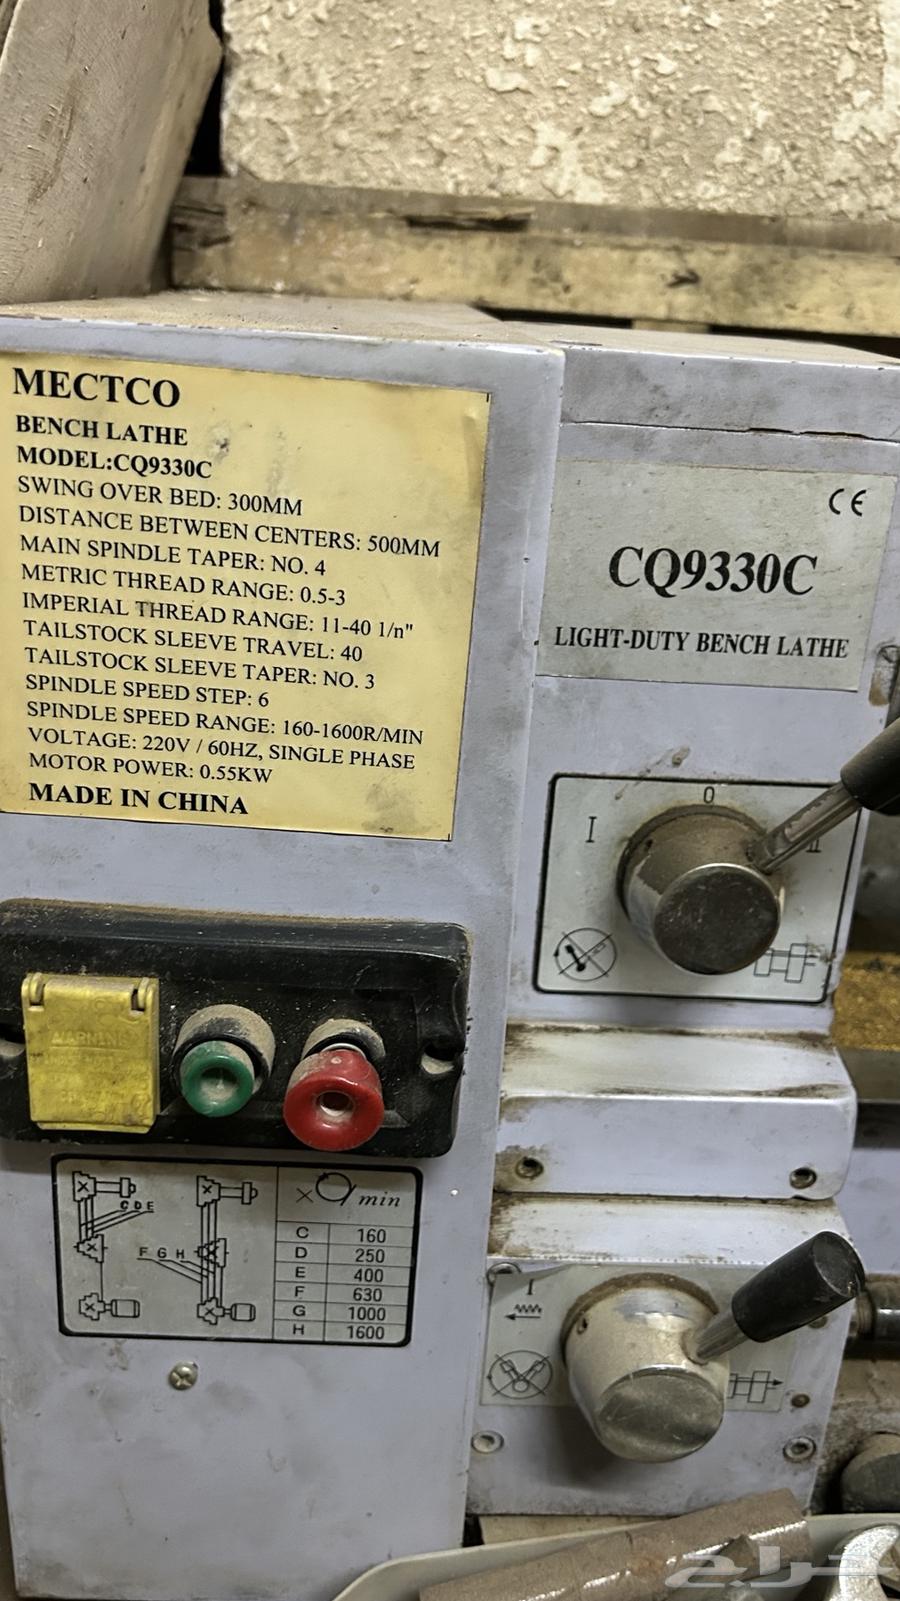 MECTCO
BENCH LATHE
MODEL:CQ9330C
SWING OVER BED: 300MM
DISTANCE BETWEEN CENTERS: 500MM
MAIN SPINDLE TAPER: NO. 4
METRIC THREAD RANGE: 0.5-3
IMPERIAL THREAD RANGE: 11-40 1/n"
TAILSTOCK SLEEVE TRAVEL: 40
TAILSTOCK SLEEVE TAPER: NO. 3
SPINDLE SPEED STEP: 6
SPINDLE SPEED RANGE: 160-1600R/MIN
VOLTAGE: 220V / 60HZ, SINGLE PHASE
MOTOR POWER: 0.55KW
MADE IN CHINA
CE
CQ9330C
LIGHT-DUTY BENCH LATHE
0
I
II
WARNING
C D E
F G H
min
C 160
D 250
E 400
F 630
G 1000
H 1600
I
حراج